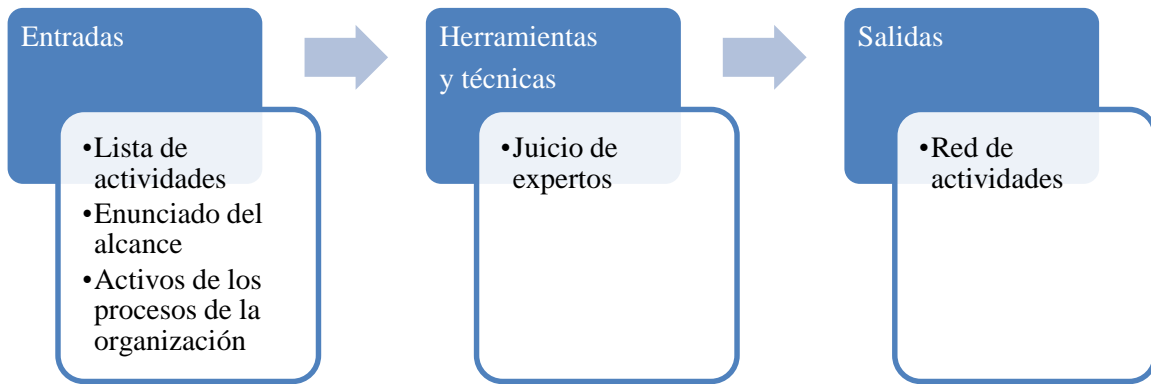 Entradas
•Lista de
actividades
•Enunciado del
alcance
•Activos de los
procesos de la
organización
Herramientas
y técnicas
•Juicio de
expertos
Salidas
•Red de
actividades